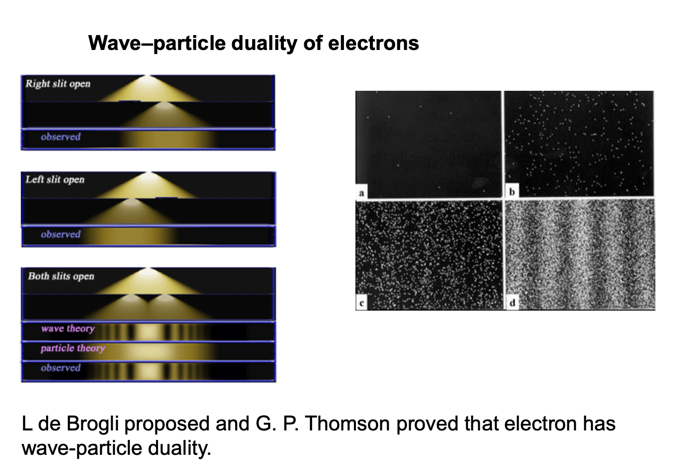 Wave–particle duality of electrons
Right slit open
observed
Left slit open
observed
Both slits open
wave theory
particle theory
observed
a
b
c
d
L de Brogli proposed and G. P. Thomson proved that electron has
wave-particle duality.